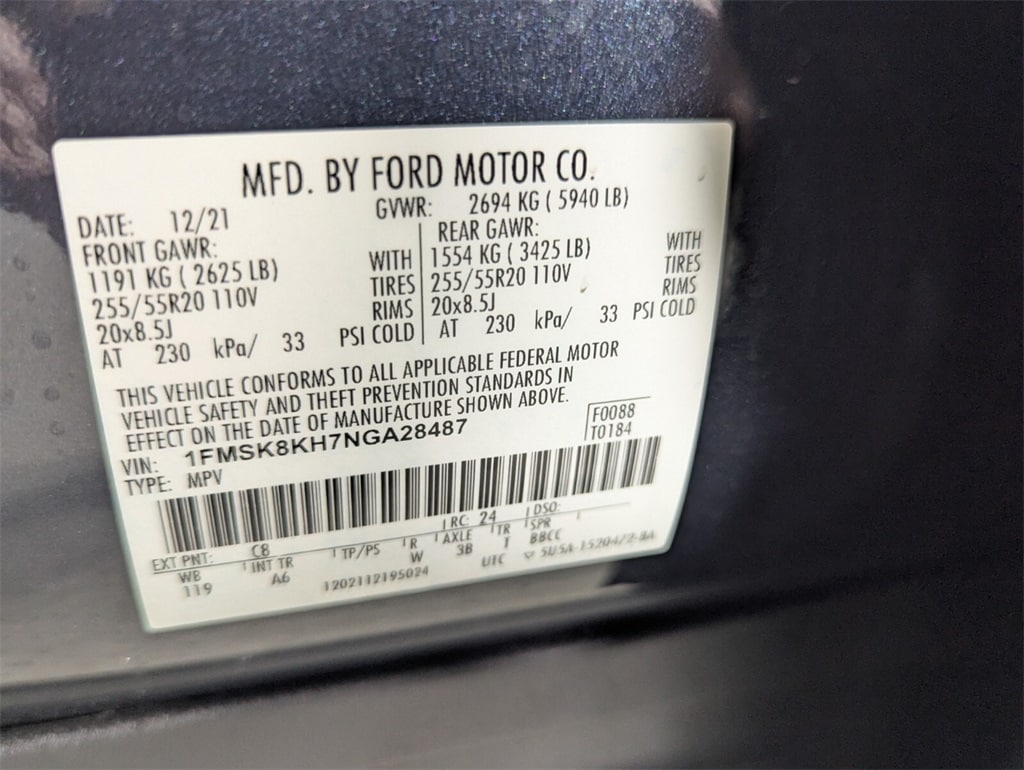 MFD. BY FORD MOTOR CO.
DATE: 12/21 GVWR: 2694 KG ( 5940 LB)
FRONT GAWR: REAR GAWR:
1191 KG ( 2625 LB) WITH 1554 KG ( 3425 LB) WITH
255/55R20 110V TIRES 255/55R20 110V TIRES
20x8.5J RIMS 20x8.5J RIMS
AT 230 kPa/ 33 PSI COLD AT 230 kPa/ 33 PSI COLD
THIS VEHICLE CONFORMS TO ALL APPLICABLE FEDERAL MOTOR
VEHICLE SAFETY AND THEFT PREVENTION STANDARDS IN
EFFECT ON THE DATE OF MANUFACTURE SHOWN ABOVE.
F0088
T0184
VIN: 1FMSK8KH7NGA28487
TYPE: MPV
EXT PNT: C8 RC: 24 DSO:
WB INT TR TP/PS R AXLE TR SPR
119 A6 W 3B T BBCC
1202112195024 UTC